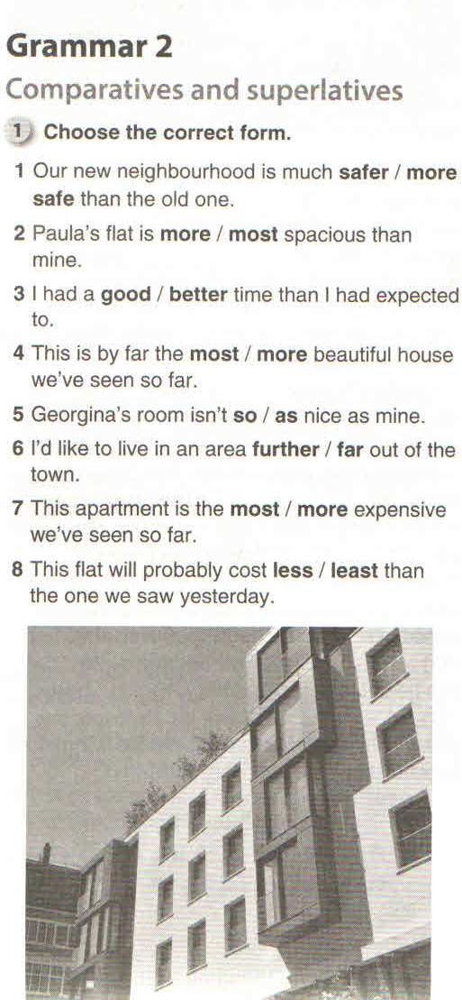 Grammar 2
Comparatives and superlatives
1 Choose the correct form.
1 Our new neighbourhood is much safer / more
safe than the old one.
2 Paula's flat is more / most spacious than
mine.
3 I had a good / better time than I had expected
to.
4 This is by far the most / more beautiful house
we've seen so far.
5 Georgina's room isn't so / as nice as mine.
6 I'd like to live in an area further / far out of the
town.
7 This apartment is the most / more expensive
we've seen so far.
8 This flat will probably cost less / least than
the one we saw yesterday.